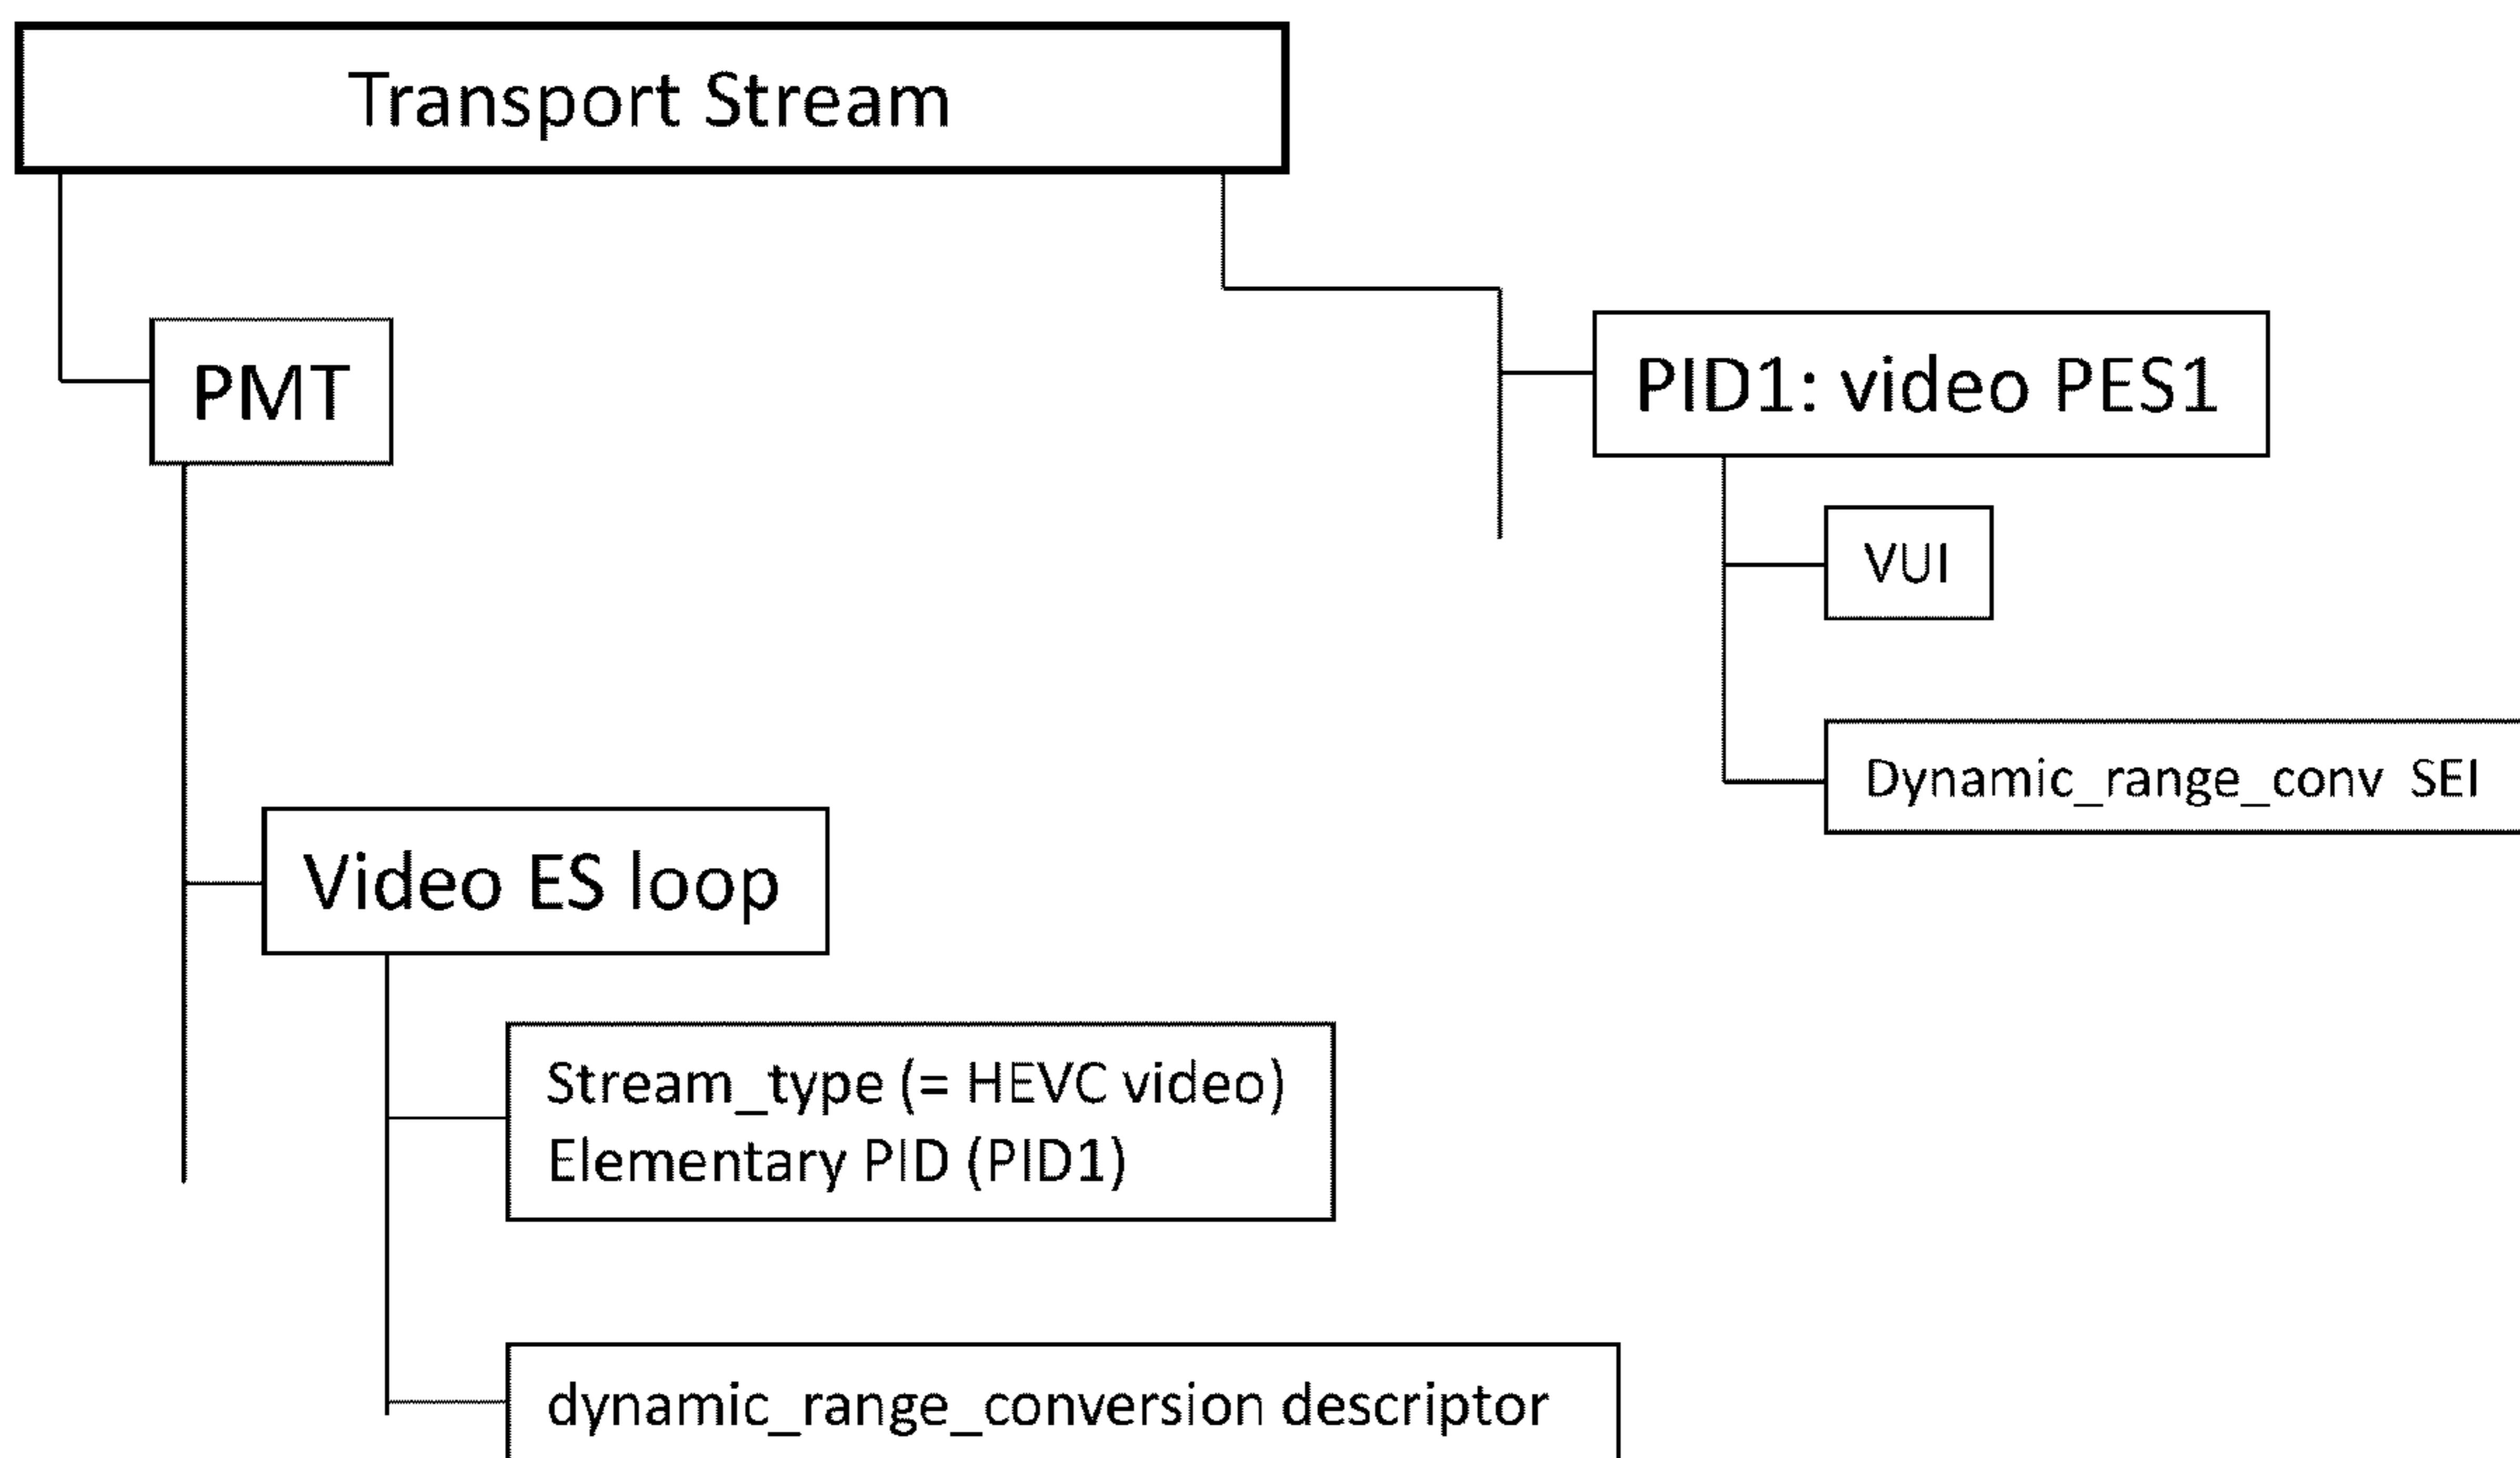 Transport Stream
PMT
PID1: video PES1
VUI
Dynamic_range_conv SEI
Video ES loop
Stream_type (= HEVC video)
Elementary PID (PID1)
dynamic_range_conversion descriptor